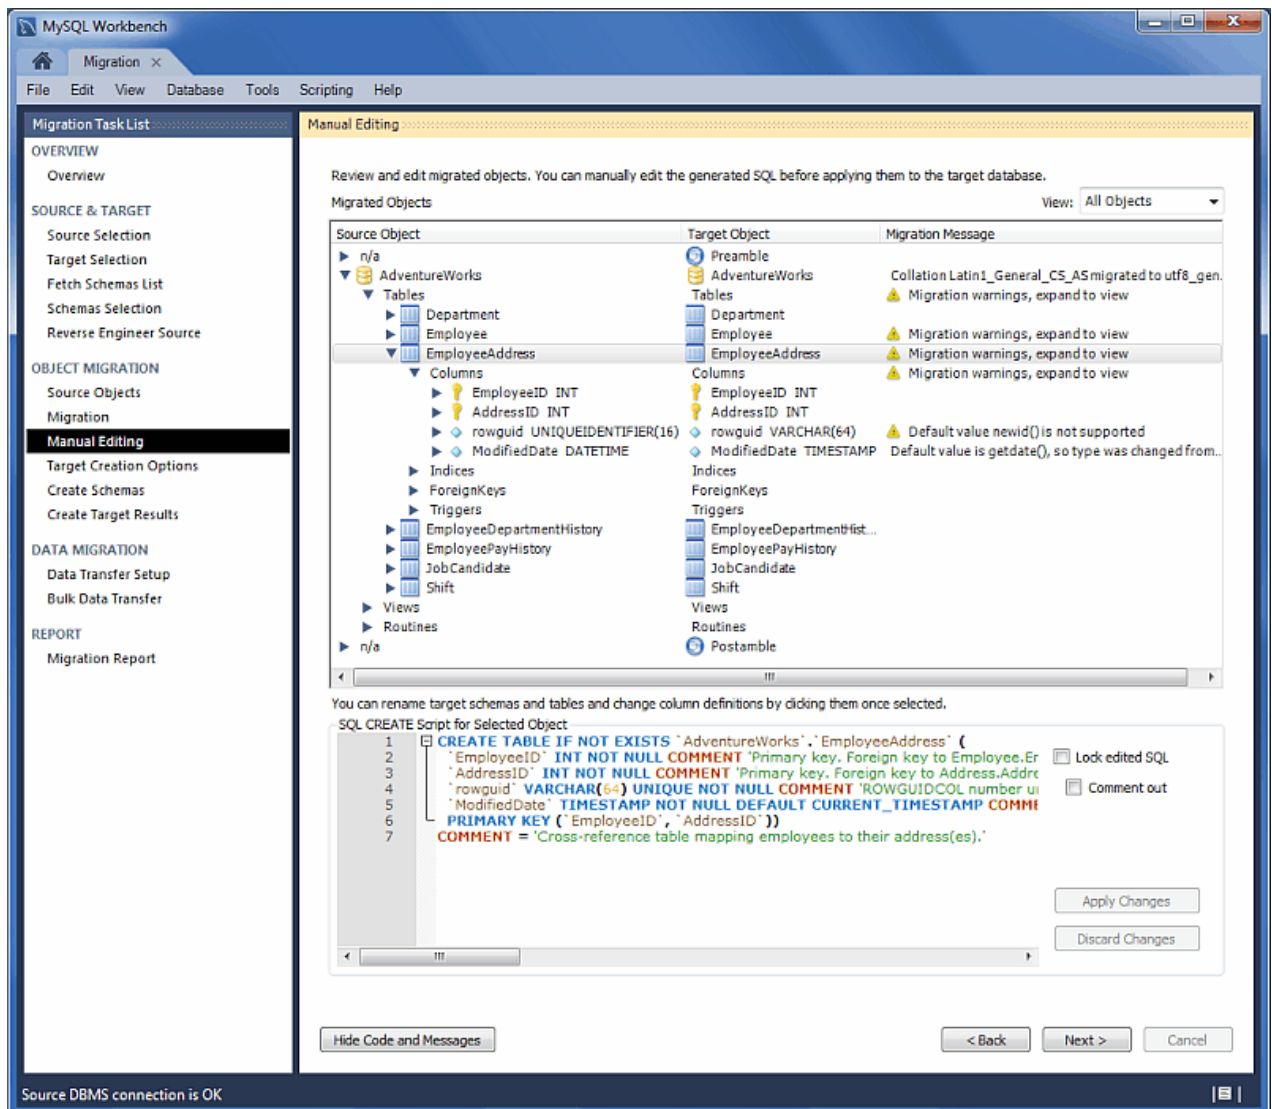 MySQL Workbench
Migration
File Edit View Database Tools Scripting Help
Migration Task List
OVERVIEW
Overview
SOURCE & TARGET
Source Selection
Target Selection
Fetch Schemas List
Schemas Selection
Reverse Engineer Source
OBJECT MIGRATION
Source Objects
Migration
Manual Editing
Target Creation Options
Create Schemas
Create Target Results
DATA MIGRATION
Data Transfer Setup
Bulk Data Transfer
REPORT
Migration Report
Manual Editing
Review and edit migrated objects. You can manually edit the generated SQL before applying them to the target database.
Migrated Objects View: All Objects
Source Object Target Object Migration Message
n/a Preamble
AdventureWorks AdventureWorks Collation Latin1_General_CS_AS migrated to utf8_gen.
Tables Tables Migration warnings, expand to view
Department Department
Employee Employee Migration warnings, expand to view
EmployeeAddress EmployeeAddress Migration warnings, expand to view
Columns Columns Migration warnings, expand to view
EmployeeID INT EmployeeID INT
AddressID INT AddressID INT
rowguid UNIQUEIDENTIFIER(16) rowguid VARCHAR(64) Default value newid() is not supported
ModifiedDate DATETIME ModifiedDate TIMESTAMP Default value is getdate(), so type was changed from...
Indices Indices
ForeignKeys ForeignKeys
Triggers Triggers
EmployeeDepartmentHistory EmployeeDepartmentHist...
EmployeePayHistory EmployeePayHistory
JobCandidate JobCandidate
Shift Shift
Views Views
Routines Routines
n/a Postamble
You can rename target schemas and tables and change column definitions by clicking them once selected.
SQL CREATE Script for Selected Object
1 CREATE TABLE IF NOT EXISTS `AdventureWorks`.`EmployeeAddress` (
2 `EmployeeID` INT NOT NULL COMMENT 'Primary key. Foreign key to Employee.Er
3 `AddressID` INT NOT NULL COMMENT 'Primary key. Foreign key to Address.Addre
4 `rowguid` VARCHAR(64) UNIQUE NOT NULL COMMENT 'ROWGUIDCOL number ui
5 `ModifiedDate` TIMESTAMP NOT NULL DEFAULT CURRENT_TIMESTAMP COMME
6 PRIMARY KEY (`EmployeeID`, `AddressID`))
7 COMMENT = 'Cross-reference table mapping employees to their address(es).'
Lock edited SQL
Comment out
Apply Changes
Discard Changes
Hide Code and Messages < Back Next > Cancel
Source DBMS connection is OK